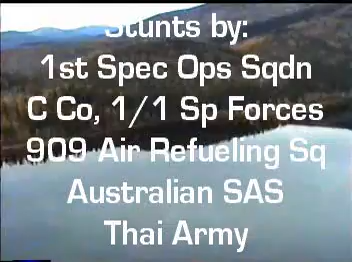 Stunts by:
1st Spec Ops Sqdn
C Co, 1/1 Sp Forces
909 Air Refueling Sq
Australian SAS
Thai Army